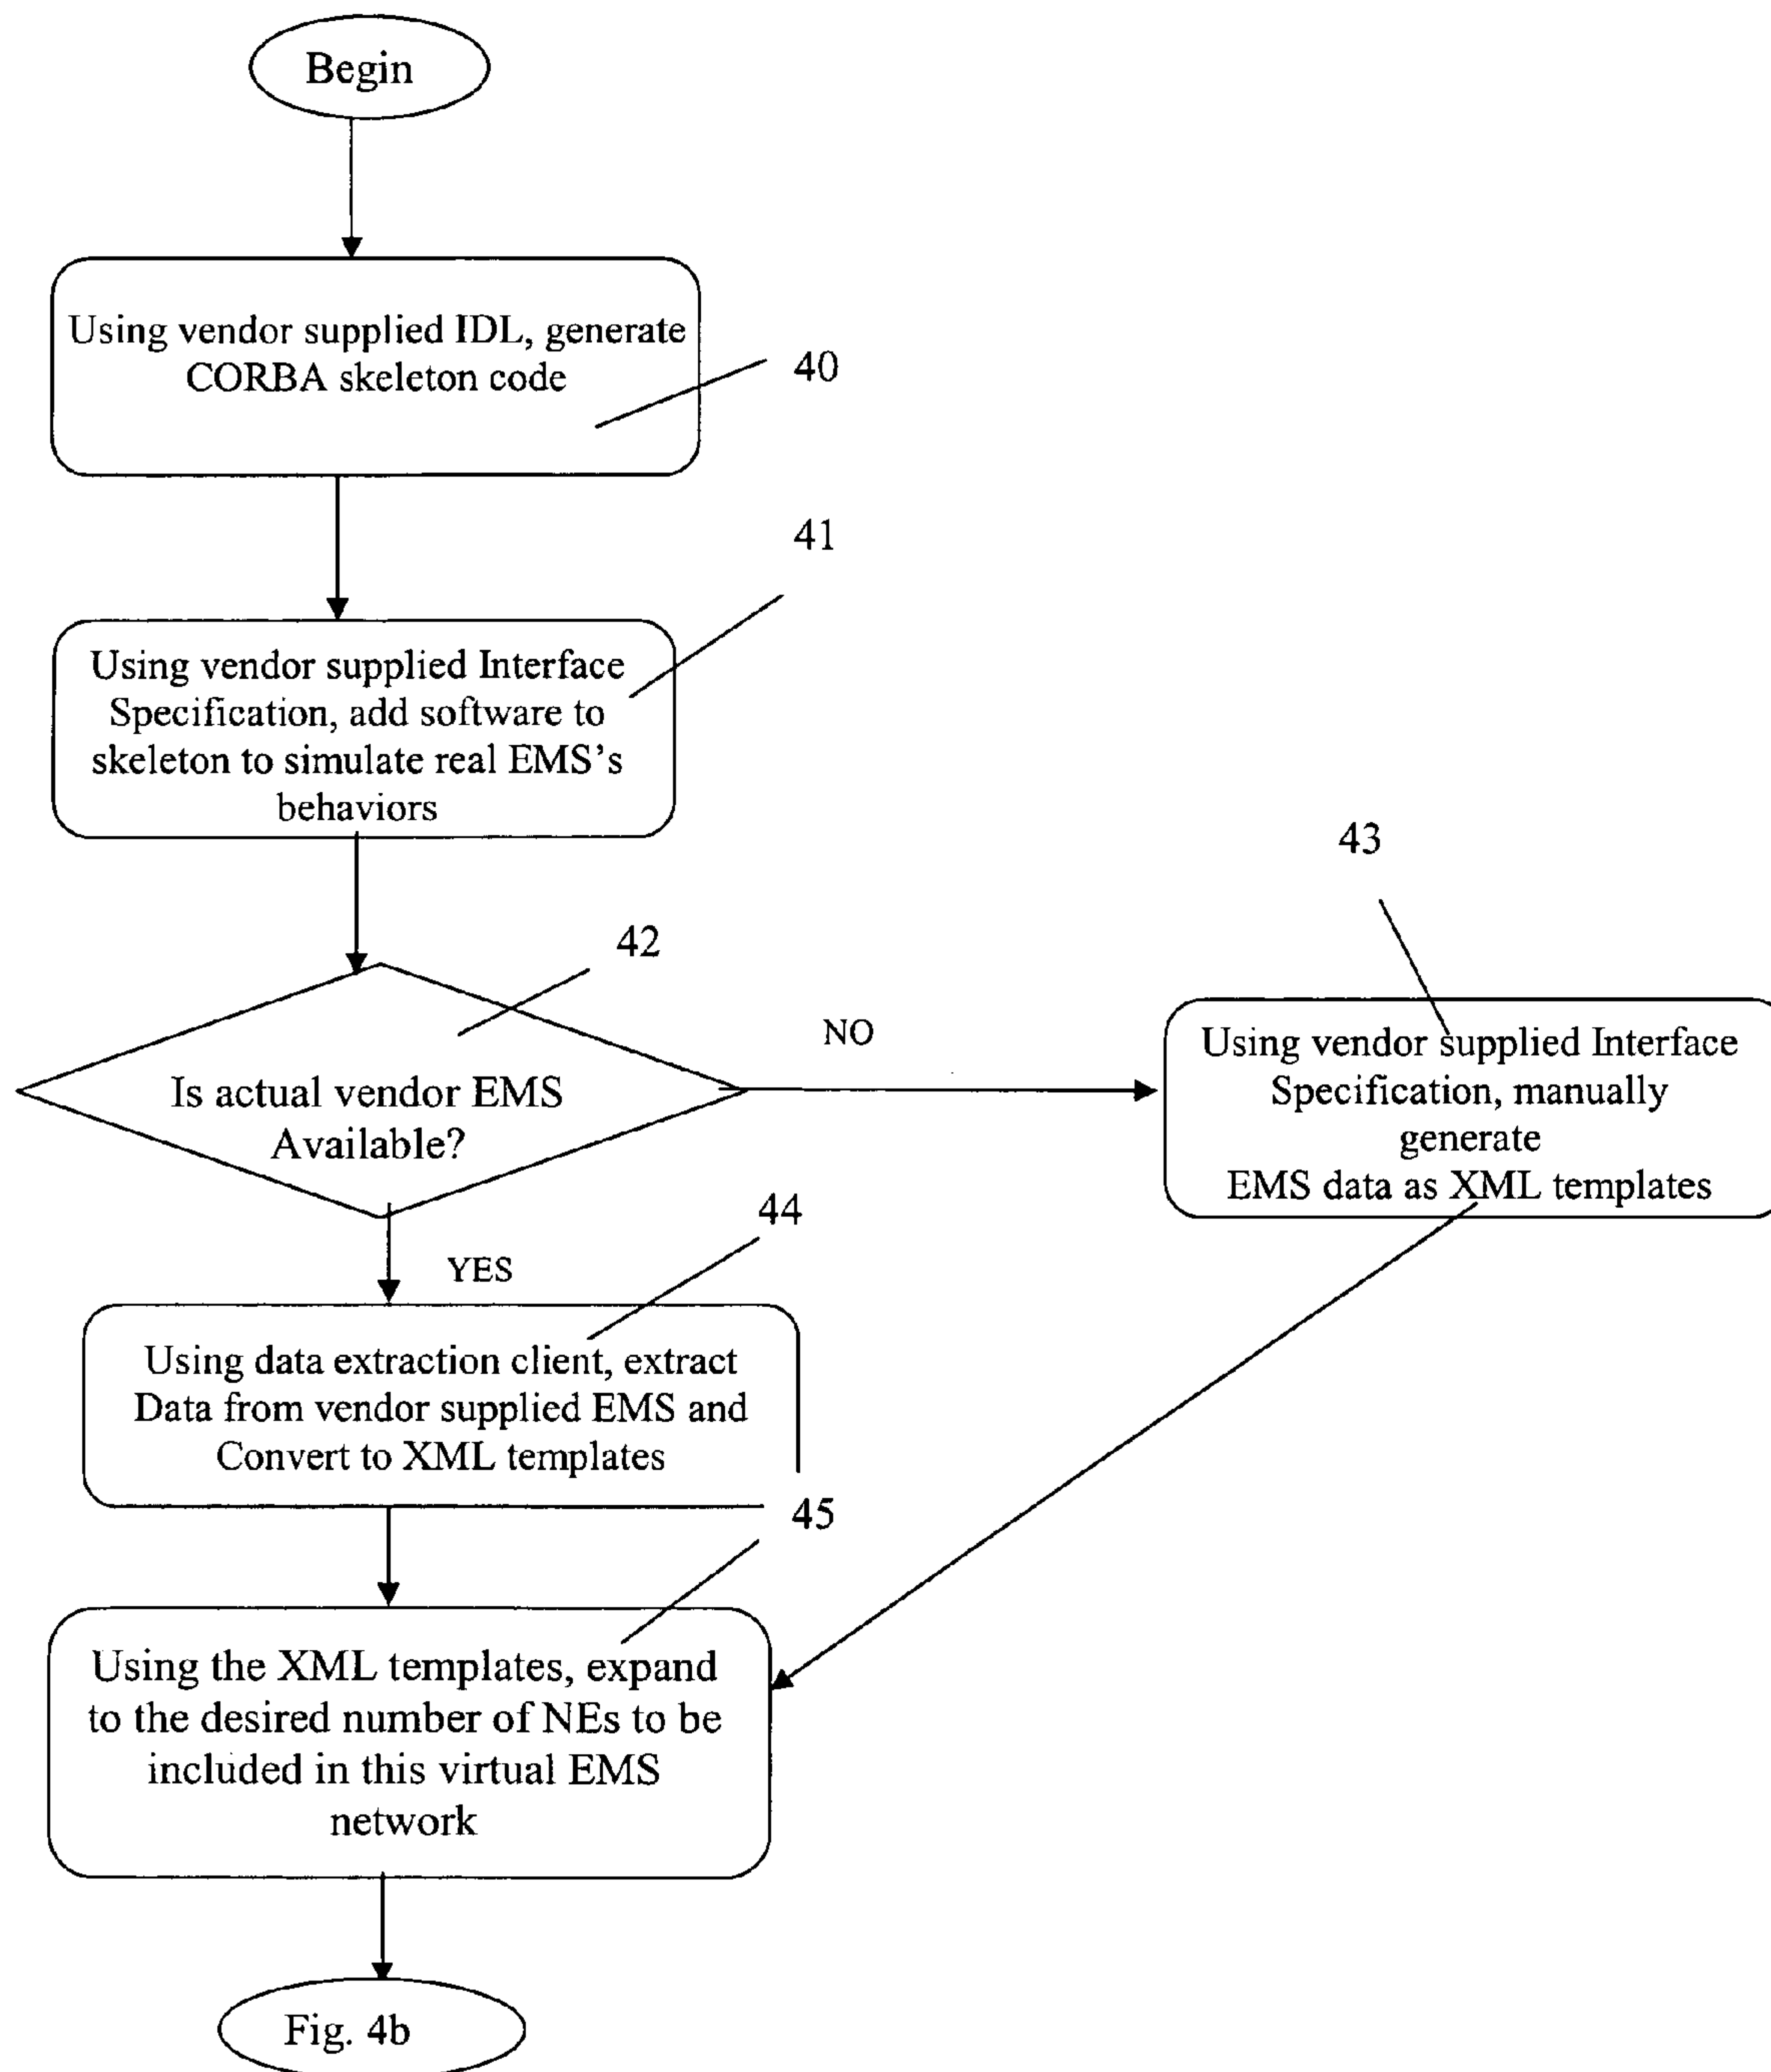 Begin
Using vendor supplied IDL, generate
CORBA skeleton code
40
41
Using vendor supplied Interface
Specification, add software to
skeleton to simulate real EMS's
behaviors
42
Is actual vendor EMS
Available?
NO
43
Using vendor supplied Interface
Specification, manually
generate
EMS data as XML templates
YES
44
Using data extraction client, extract
Data from vendor supplied EMS and
Convert to XML templates
45
Using the XML templates, expand
to the desired number of NEs to be
included in this virtual EMS
network
Fig. 4b